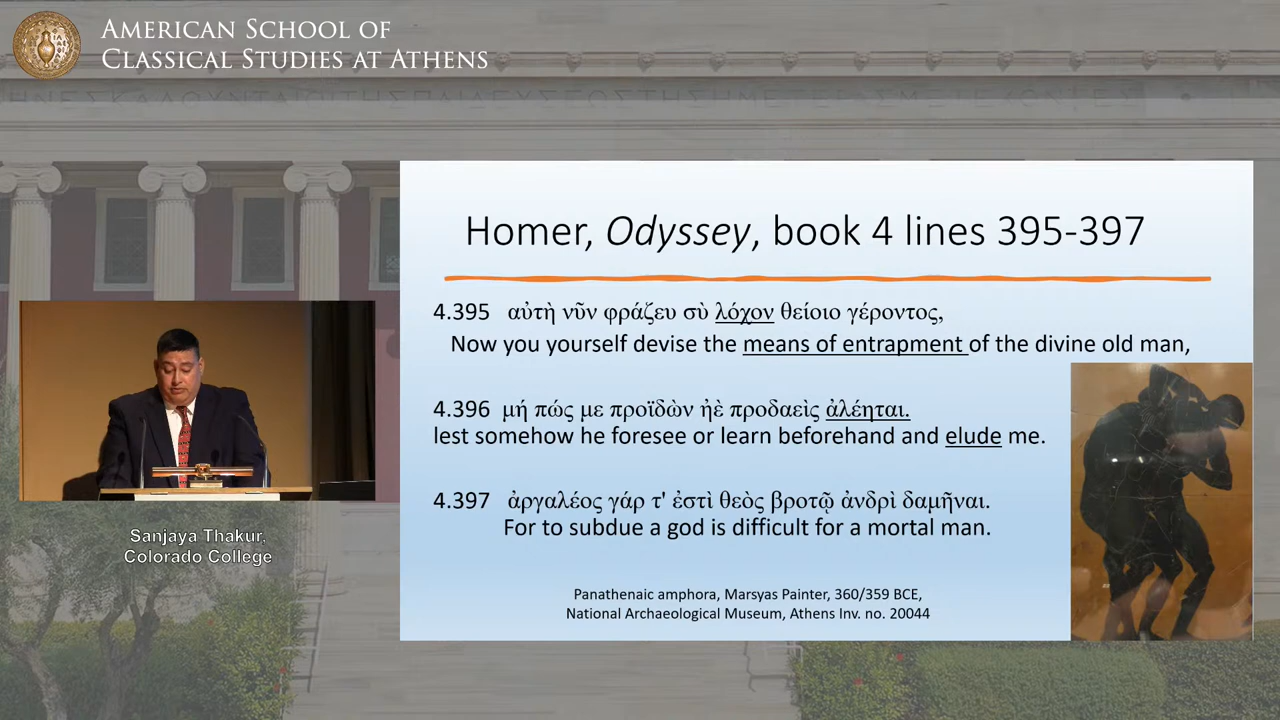 AMERICAN SCHOOL OF
CLASSICAL STUDIES AT ATHENS
Homer, Odyssey, book 4 lines 395-397
4.395 αὐτὴ νῦν φράζευ σὺ λόχον θείοιο γέροντος,
Now you yourself devise the means of entrapment of the divine old man,
4.396 μή πώς με προϊδὼν ἠὲ προδαεὶς ἀλέηται.
lest somehow he foresee or learn beforehand and elude me.
4.397 ἀργαλέος γάρ τ' ἐστὶ θεὸς βροτῷ ἀνδρὶ δαμῆναι.
For to subdue a god is difficult for a mortal man.
Panathenaic amphora, Marsyas Painter, 360/359 BCE,
National Archaeological Museum, Athens Inv. no. 20044
Sanjaya Thakur,
Colorado College